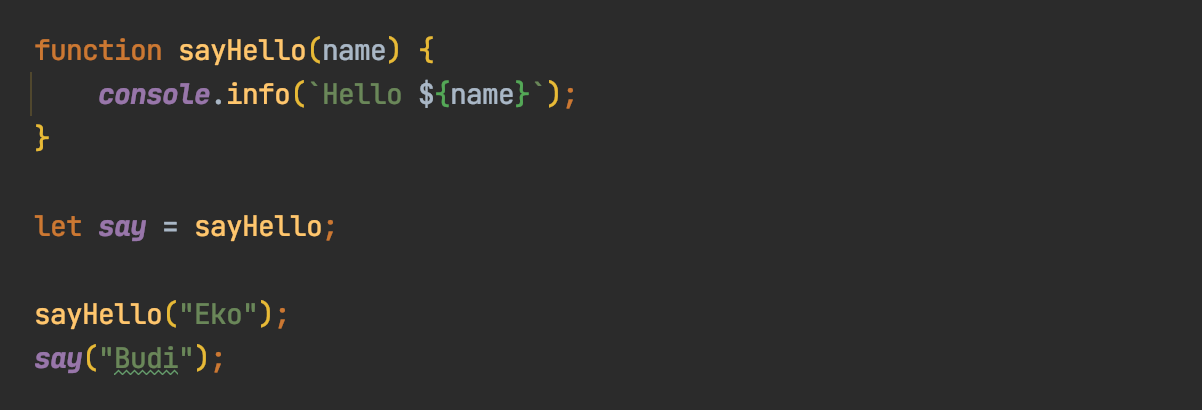 function sayHello(name) {
    console.info(`Hello ${name}`);
}
let say = sayHello;
sayHello("Eko");
say("Budi");